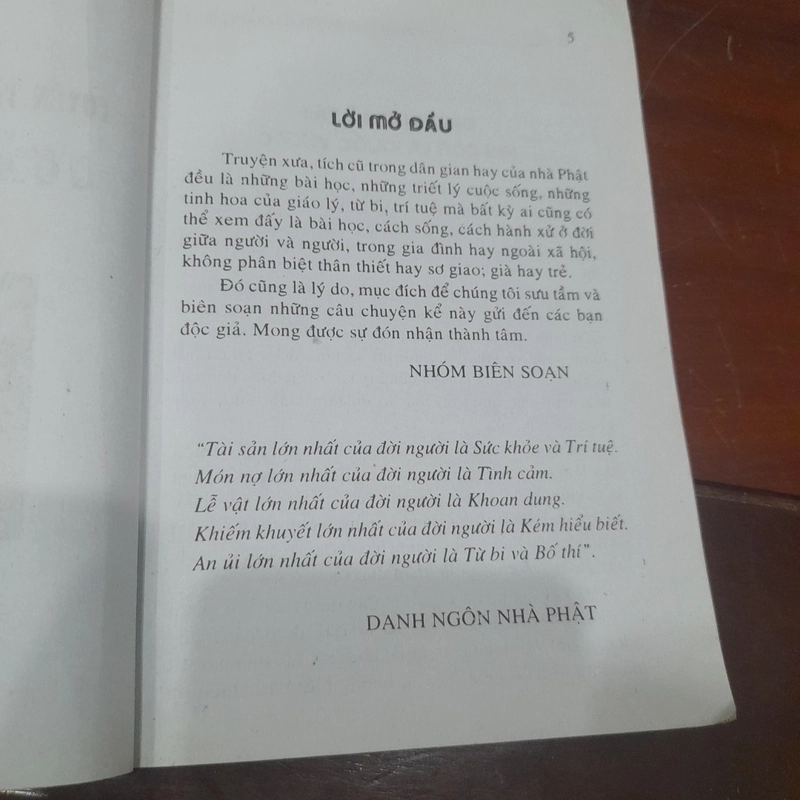 5
LỜI MỞ ĐẦU
Truyện xưa, tích cũ trong dân gian hay của nhà Phật
đều là những bài học, những triết lý cuộc sống, những
tinh hoa của giáo lý, từ bi, trí tuệ mà bất kỳ ai cũng có
thể xem đấy là bài học, cách sống, cách hành xử ở đời
giữa người và người, trong gia đình hay ngoài xã hội,
không phân biệt thân thiết hay sơ giao; già hay trẻ.
Đó cũng là lý do, mục đích để chúng tôi sưu tầm và
biên soạn những câu chuyện kể này gửi đến các bạn
độc giả. Mong được sự đón nhận thành tâm.
NHÓM BIÊN SOẠN
“Tài sản lớn nhất của đời người là Sức khỏe và Trí tuệ.
Món nợ lớn nhất của đời người là Tình cảm.
Lễ vật lớn nhất của đời người là Khoan dung.
Khiếm khuyết lớn nhất của đời người là Kém hiểu biết.
An ủi lớn nhất của đời người là Từ bi và Bố thí”.
DANH NGÔN NHÀ PHẬT